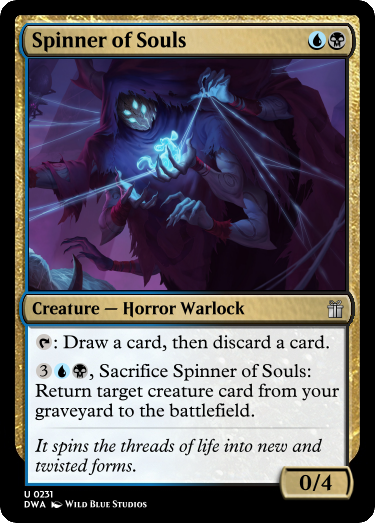 Spinner of Souls
Creature — Horror Warlock
: Draw a card, then discard a card.
3, Sacrifice Spinner of Souls:
Return target creature card from your
graveyard to the battlefield.
It spins the threads of life into new and
twisted forms.
0/4
U 0231
DWA Wild Blue Studios